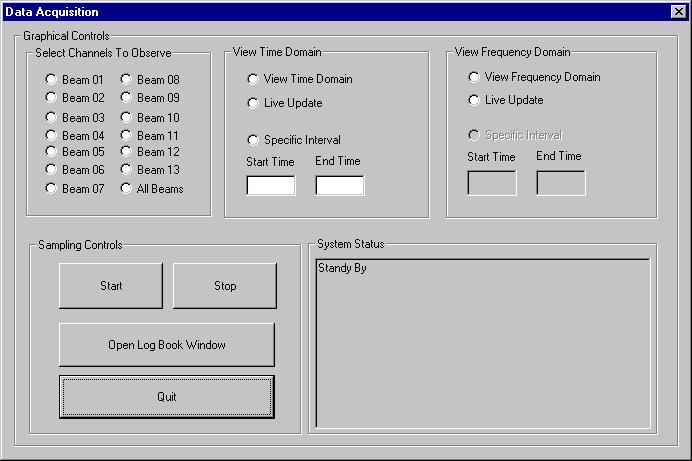 Data Acquisition
Graphical Controls
Select Channels To Observe
Beam 01 Beam 08
Beam 02 Beam 09
Beam 03 Beam 10
Beam 04 Beam 11
Beam 05 Beam 12
Beam 06 Beam 13
Beam 07 All Beams
View Time Domain
View Time Domain
Live Update
Specific Interval
Start Time End Time
View Frequency Domain
View Frequency Domain
Live Update
Specific Interval
Start Time End Time
Sampling Controls
Start Stop
Open Log Book Window
Quit
System Status
Standy By